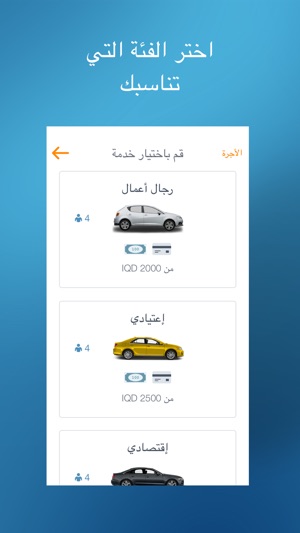 اختر الفئة التي
تناسبك
قم باختيار خدمة
الأجرة
رجال أعمال
4
من 2000 IQD
إعتيادي
4
من 2500 IQD
إقتصادي
4